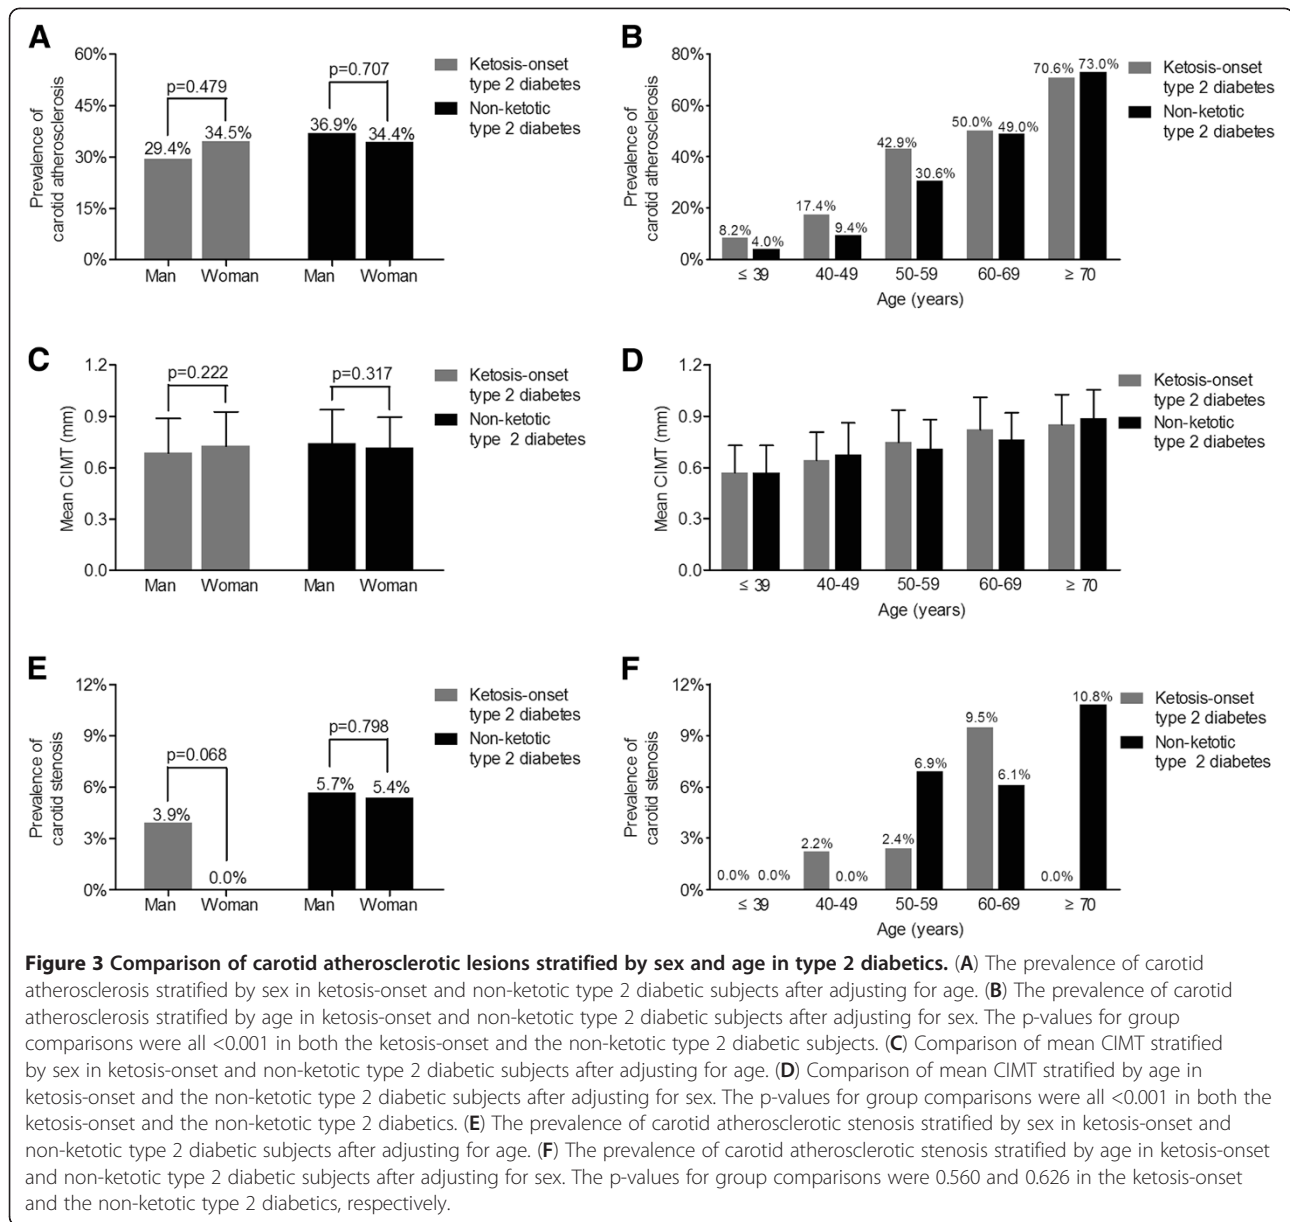 A
60%
45%
30%
15%
0%
Prevalence of
carotid atherosclerosis
p=0.479
p=0.707
29.4%
34.5%
36.9%
34.4%
Man
Woman
Man
Woman
Ketosis-onset
type 2 diabetes
Non-ketotic
type 2 diabetes
B
80%
60%
40%
20%
0%
Prevalence of
carotid atherosclerosis
8.2%
4.0%
17.4%
9.4%
42.9%
30.6%
50.0%
49.0%
70.6%
73.0%
≤ 39
40-49
50-59
60-69
≥ 70
Age (years)
Ketosis-onset
type 2 diabetes
Non-ketotic
type 2 diabetes
C
1.2
0.9
0.6
0.3
0.0
Mean CIMT (mm)
p=0.222
p=0.317
Man
Woman
Man
Woman
Ketosis-onset
type 2 diabetes
Non-ketotic
type 2 diabetes
D
1.2
0.9
0.6
0.3
0.0
Mean CIMT (mm)
≤ 39
40-49
50-59
60-69
≥ 70
Age (years)
Ketosis-onset
type 2 diabetes
Non-ketotic
type 2 diabetes
E
12%
9%
6%
3%
0%
Prevalence of
carotid stenosis
p=0.068
p=0.798
3.9%
0.0%
5.7%
5.4%
Man
Woman
Man
Woman
Ketosis-onset
type 2 diabetes
Non-ketotic
type 2 diabetes
F
12%
9%
6%
3%
0%
Prevalence of
carotid stenosis
0.0%
0.0%
2.2%
0.0%
2.4%
6.9%
9.5%
6.1%
0.0%
10.8%
≤ 39
40-49
50-59
60-69
≥ 70
Age (years)
Ketosis-onset
type 2 diabetes
Non-ketotic
type 2 diabetes
Figure 3 Comparison of carotid atherosclerotic lesions stratified by sex and age in type 2 diabetics. (A) The prevalence of carotid
atherosclerosis stratified by sex in ketosis-onset and non-ketotic type 2 diabetic subjects after adjusting for age. (B) The prevalence of carotid
atherosclerosis stratified by age in ketosis-onset and non-ketotic type 2 diabetic subjects after adjusting for sex. The p-values for group
comparisons were all <0.001 in both the ketosis-onset and the non-ketotic type 2 diabetic subjects. (C) Comparison of mean CIMT stratified
by sex in ketosis-onset and non-ketotic type 2 diabetic subjects after adjusting for age. (D) Comparison of mean CIMT stratified by age in
ketosis-onset and the non-ketotic type 2 diabetic subjects after adjusting for sex. The p-values for group comparisons were all <0.001 in both the
ketosis-onset and the non-ketotic type 2 diabetics. (E) The prevalence of carotid atherosclerotic stenosis stratified by sex in ketosis-onset and
non-ketotic type 2 diabetic subjects after adjusting for age. (F) The prevalence of carotid atherosclerotic stenosis stratified by age in ketosis-onset
and non-ketotic type 2 diabetic subjects after adjusting for sex. The p-values for group comparisons were 0.560 and 0.626 in the ketosis-onset
and the non-ketotic type 2 diabetics, respectively.